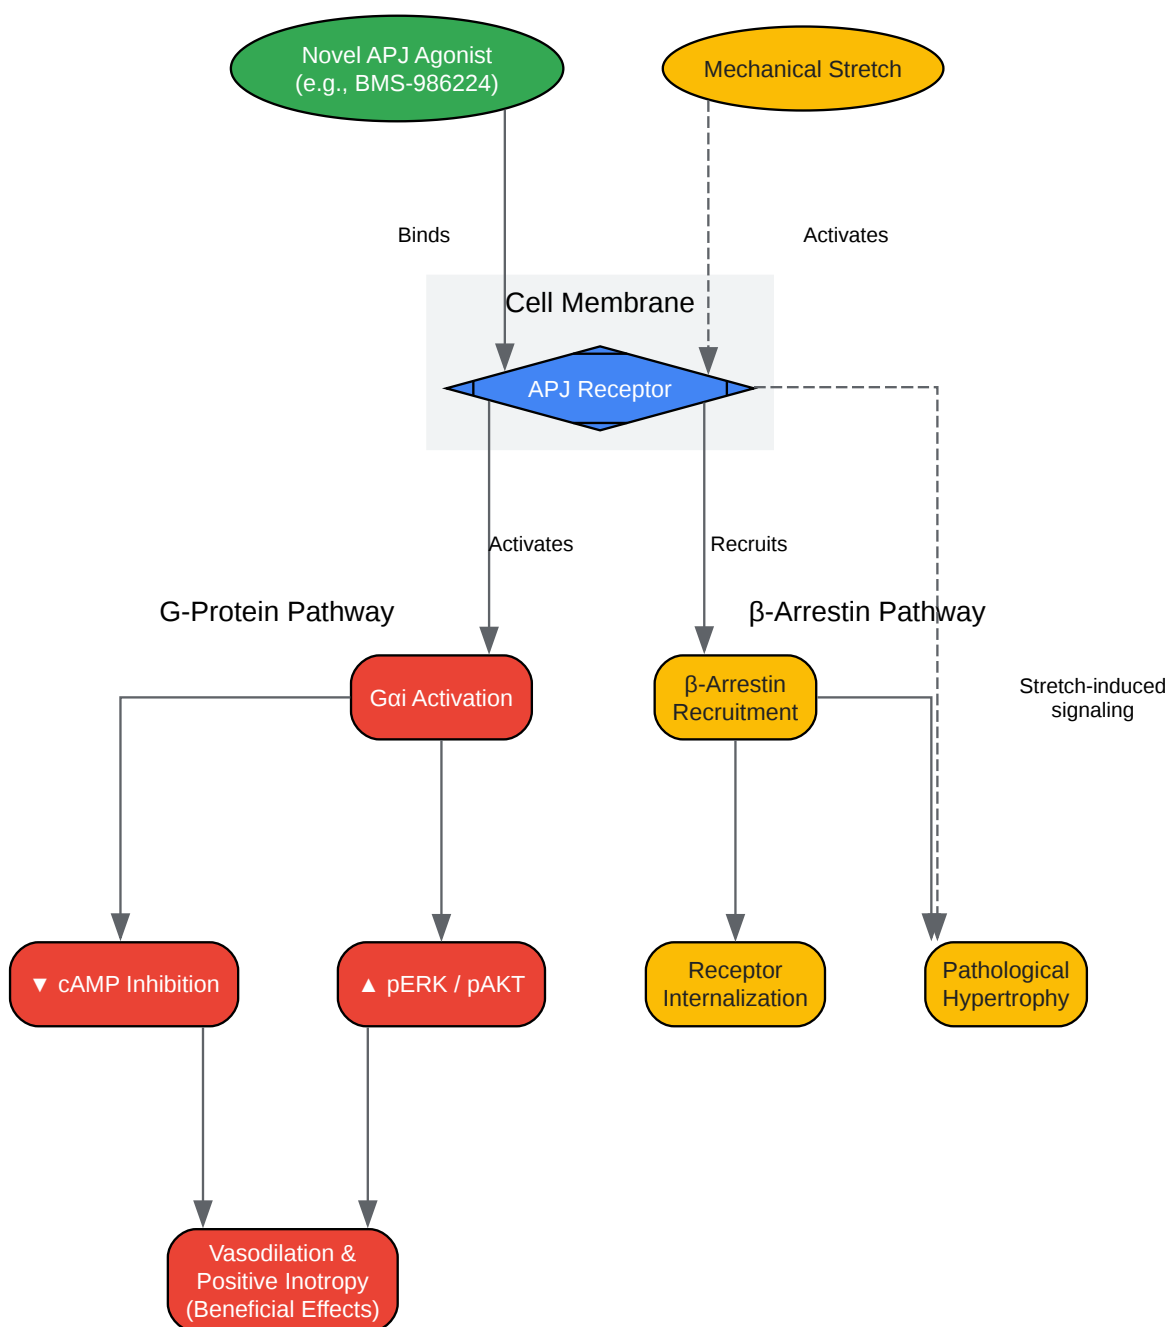 Novel APJ Agonist
(e.g., BMS-986224)
Mechanical Stretch
Binds
Activates
Cell Membrane
APJ Receptor
Activates
Recruits
G-Protein Pathway
β-Arrestin Pathway
Gαi Activation
β-Arrestin
Recruitment
Stretch-induced
signaling
▼ cAMP Inhibition
▲ pERK / pAKT
Receptor
Internalization
Pathological
Hypertrophy
Vasodilation &
Positive Inotropy
(Beneficial Effects)